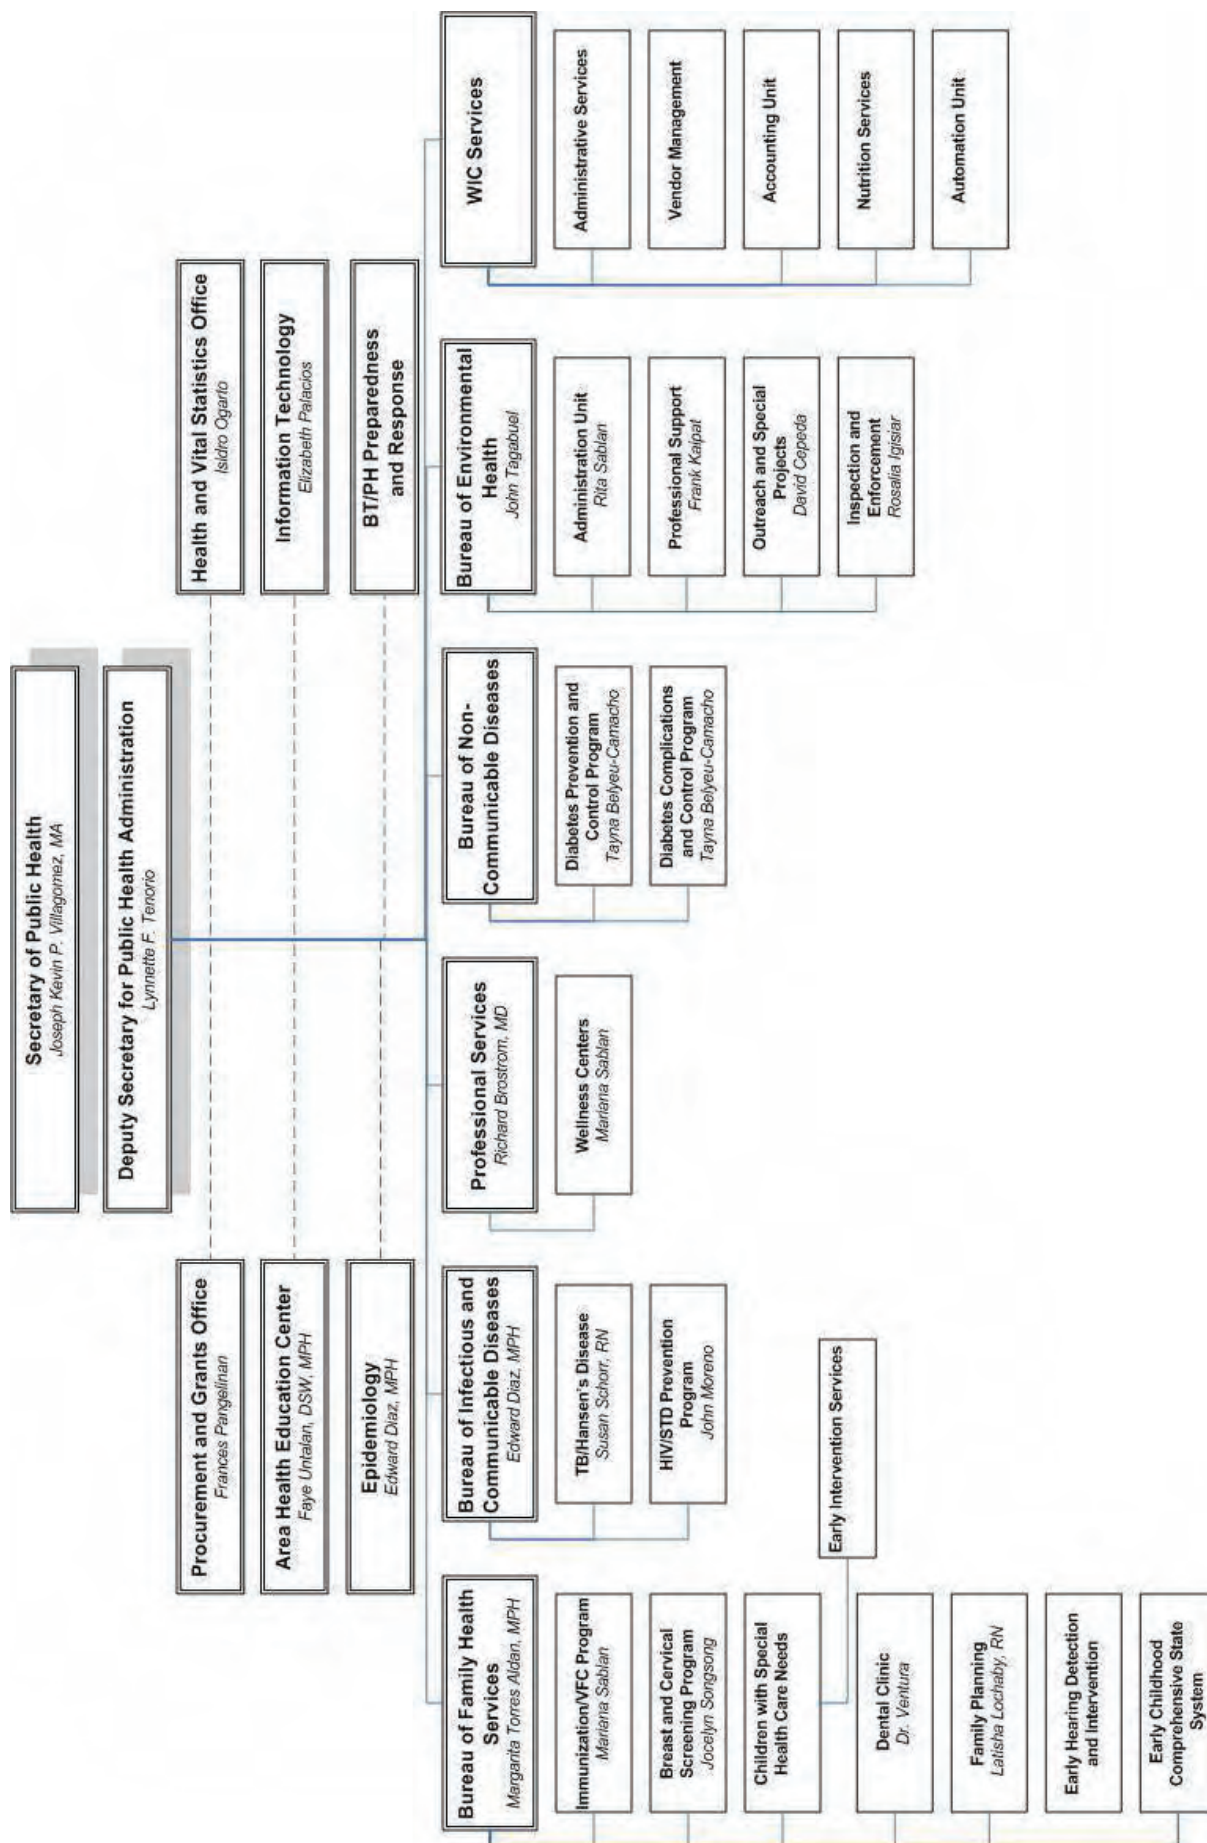 Secretary of Public Health
Joseph Kevin P. Villagomez, MA
Deputy Secretary for Public Health Administration
Lynnette F. Tenorio
Procurement and Grants Office
Frances Pangelinan
Health and Vital Statistics Office
Isidro Ogarto
Area Health Education Center
Faye Untalan, DSW, MPH
Information Technology
Elizabeth Palacios
Epidemiology
Edward Diaz, MPH
BT/PH Preparedness
and Response
Bureau of Family Health
Services
Margarita Torres Aldan, MPH
Immunization/VFC Program
Mariana Sablan
Breast and Cervical
Screening Program
Jocelyn Songsong
Children with Special
Health Care Needs
Early Intervention Services
Dental Clinic
Dr. Ventura
Family Planning
Latisha Lochaby, RN
Early Hearing Detection
and Intervention
Early Childhood
Comprehensive State
System
Bureau of Infectious and
Communicable Diseases
Edward Diaz, MPH
TB/Hansen's Disease
Susan Schorr, RN
HIV/STD Prevention
Program
John Moreno
Professional Services
Richard Brostrom, MD
Wellness Centers
Mariana Sablan
Bureau of Non-
Communicable Diseases
Diabetes Prevention and
Control Program
Tayna Belyeu-Camacho
Diabetes Complications
and Control Program
Tayna Belyeu-Camacho
Bureau of Environmental
Health
John Tagabuel
Administration Unit
Rita Sablan
Professional Support
Frank Kaipat
Outreach and Special
Projects
David Cepeda
Inspection and
Enforcement
Rosalia Igisiar
WIC Services
Administrative Services
Vendor Management
Accounting Unit
Nutrition Services
Automation Unit